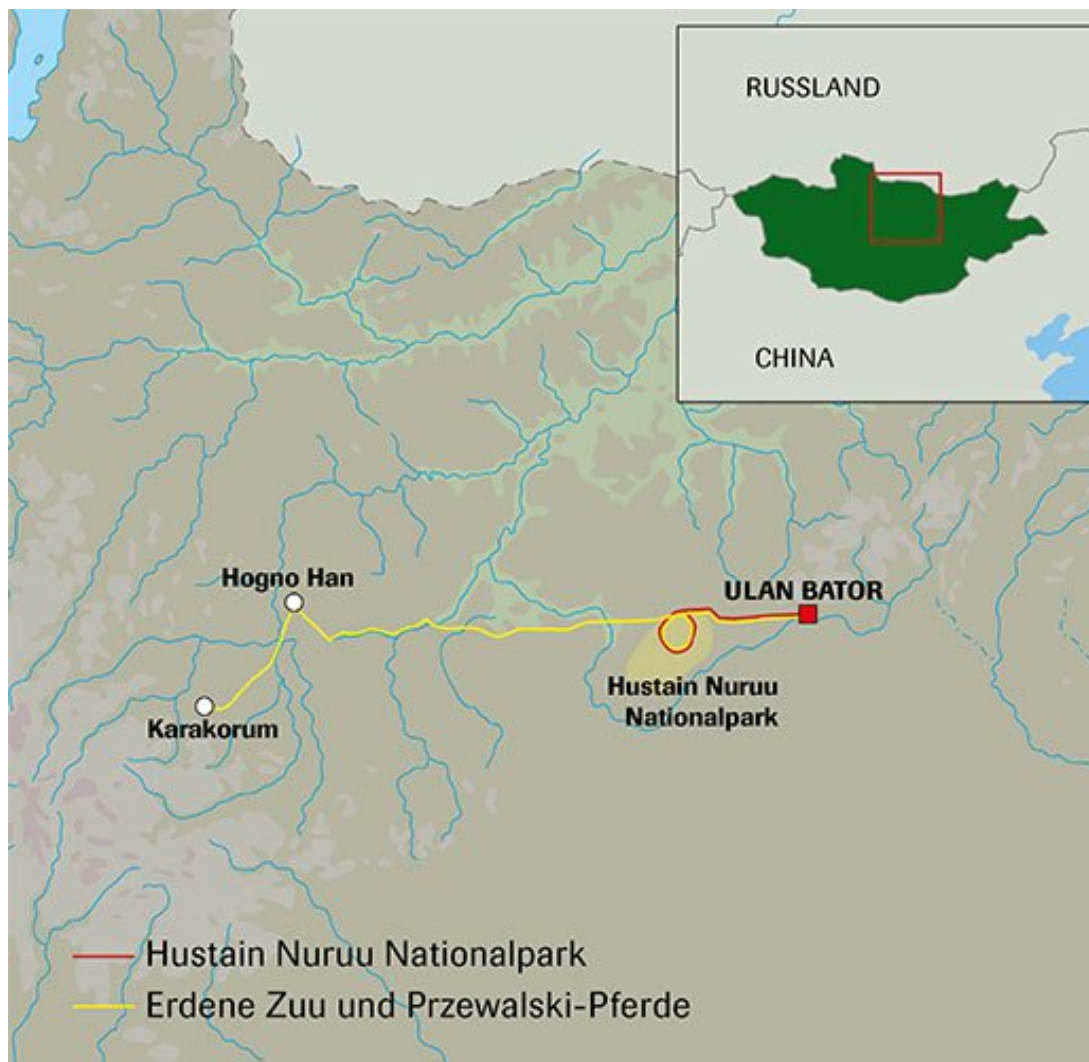 RUSSLAND
CHINA
Hogno Han
ULAN BATOR
Hustain Nuruu
Nationalpark
Karakorum
Hustain Nuruu Nationalpark
Erdene Zuu und Przewalski-Pferde